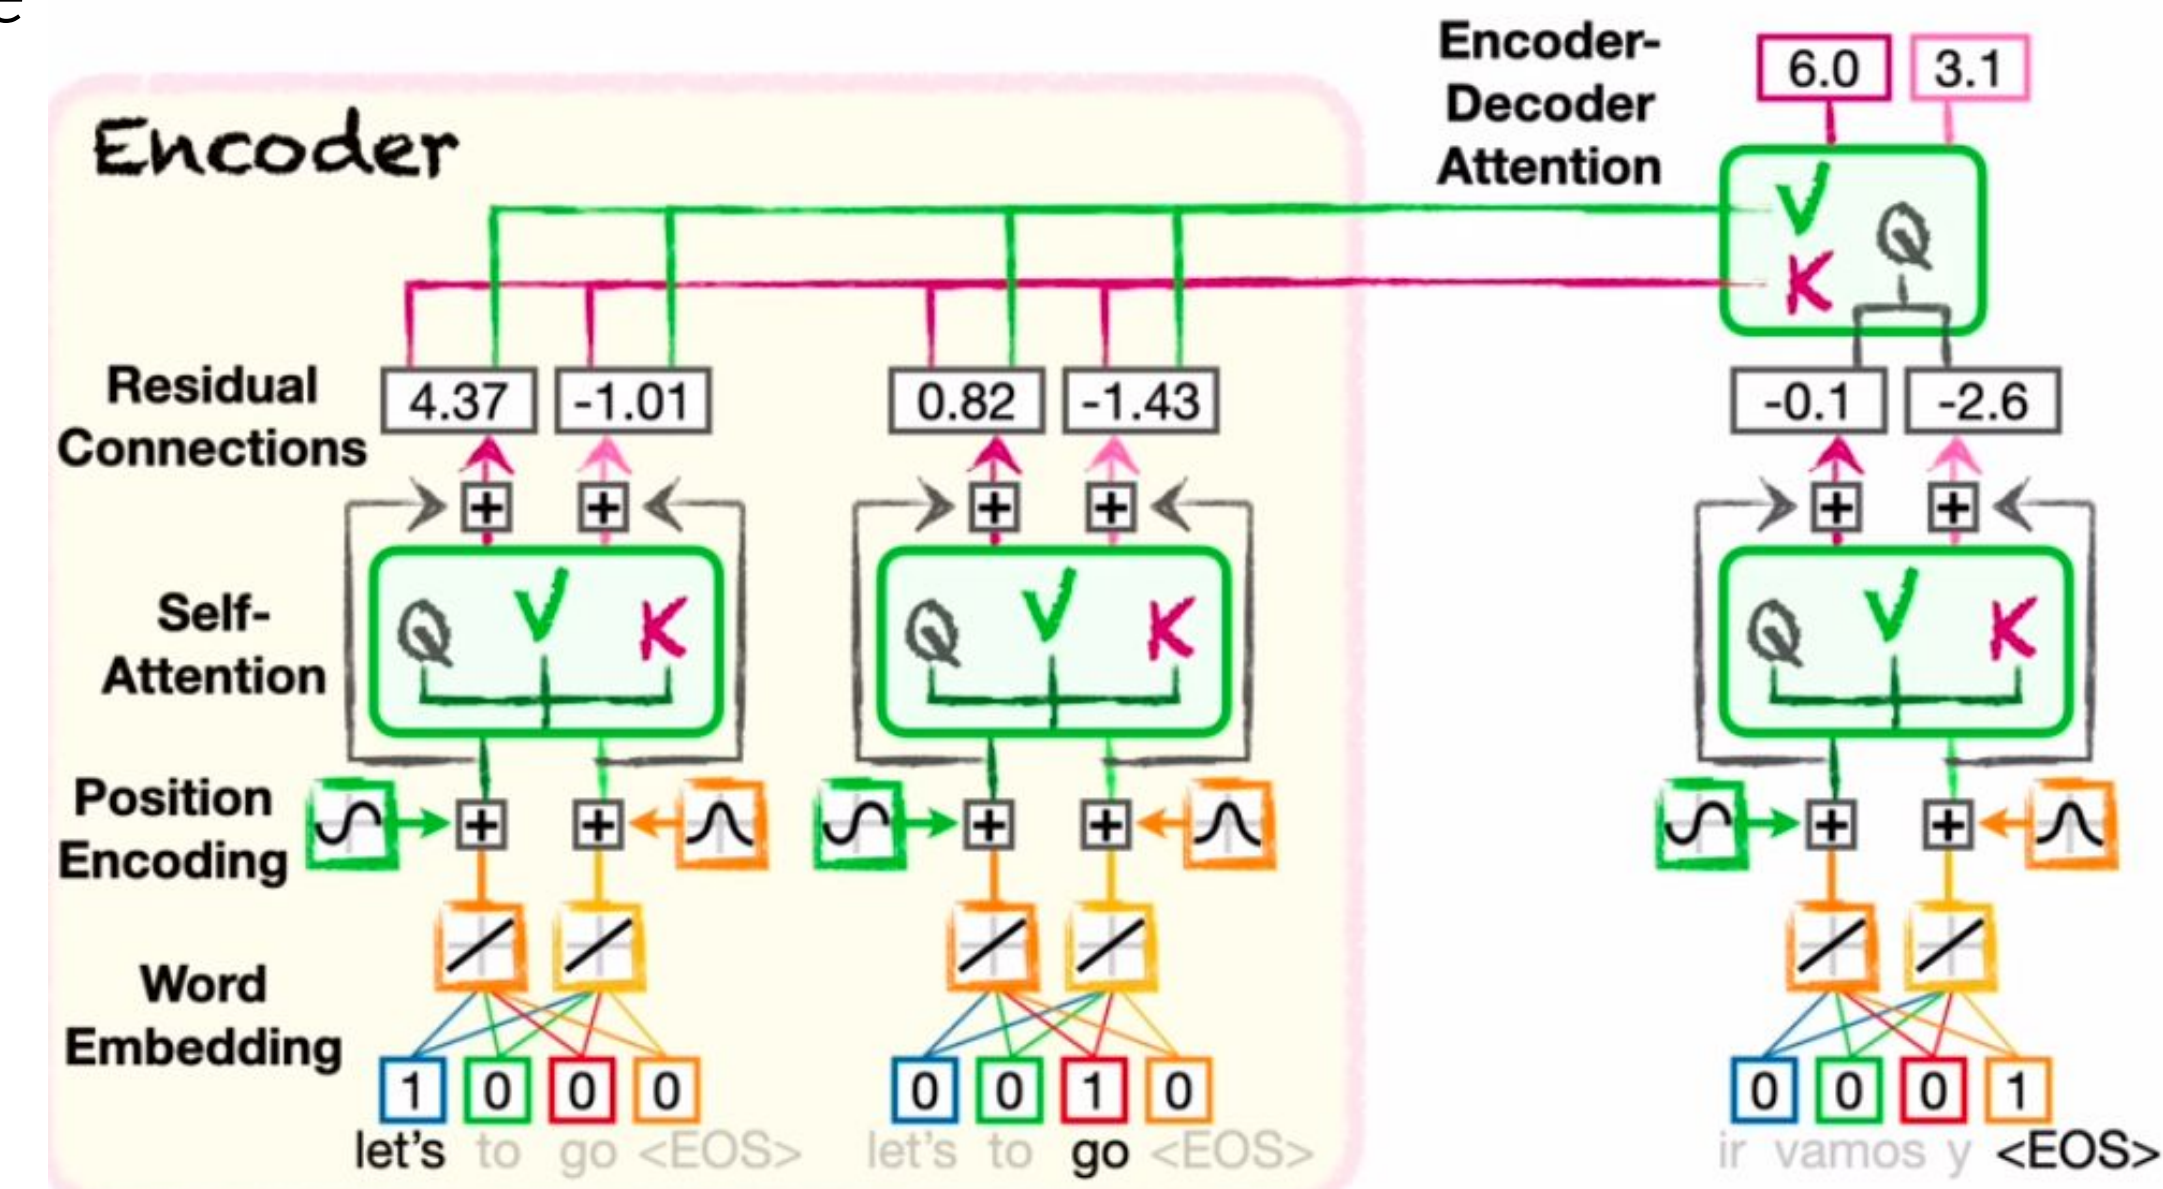 Encoder
Encoder-
Decoder
Attention
6.0 3.1
V
Q
K
Residual
Connections
4.37 -1.01 0.82 -1.43 -0.1 -2.6
+ + + + + +
Self-
Attention
Q V K Q V K Q V K
Position
Encoding
+ + + + + +
Word
Embedding
1 0 0 0 0 0 1 0 0 0 0 1
let's to go <EOS> let's to go <EOS> ir vamos y <EOS>